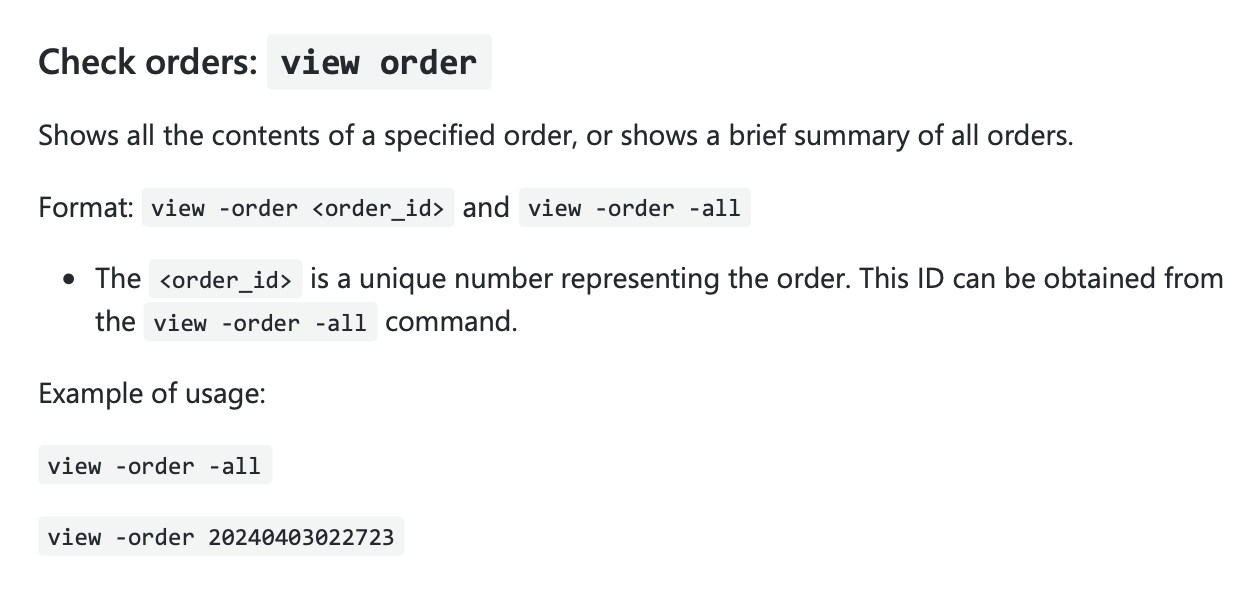 Check orders: view order
Shows all the contents of a specified order, or shows a brief summary of all orders.
Format: view -order <order_id> and view -order -all
• The <order_id> is a unique number representing the order. This ID can be obtained from
the view -order -all command.
Example of usage:
view -order -all
view -order 20240403022723